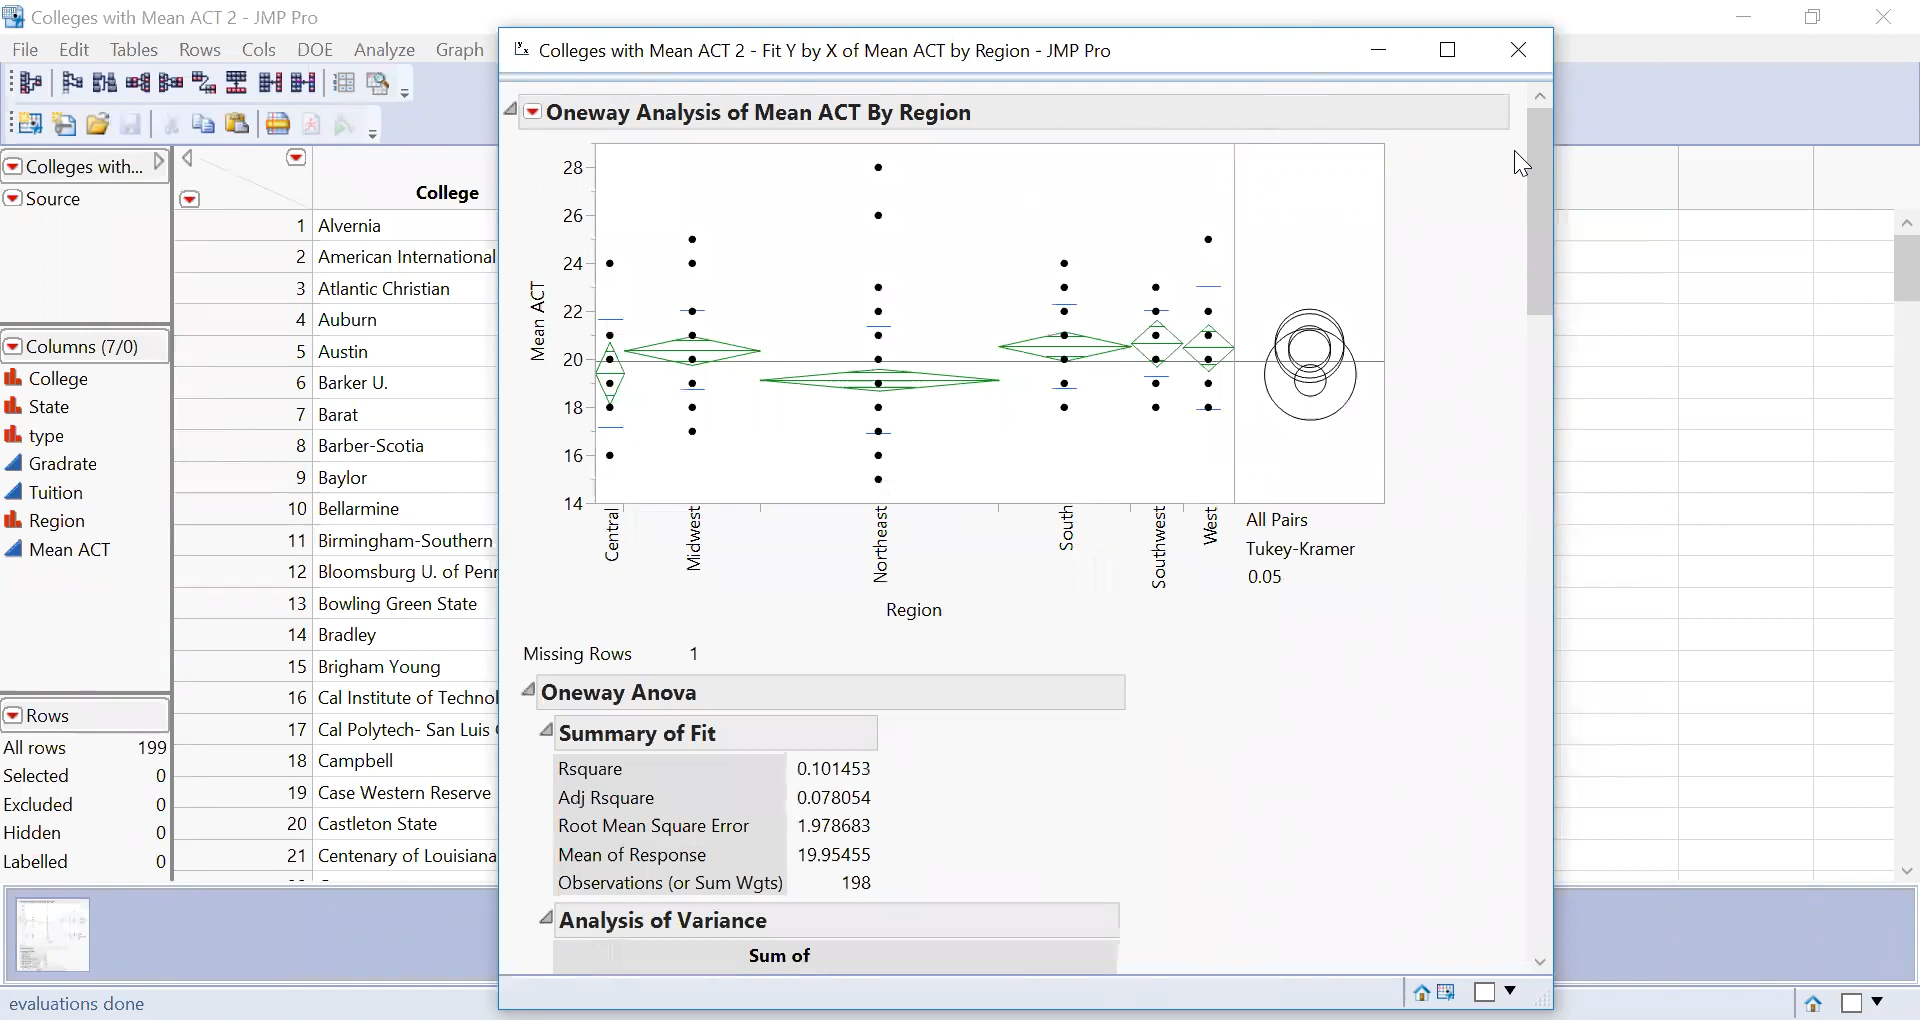 Colleges with Mean ACT 2 - JMP Pro
File Edit Tables Rows Cols DOE Analyze Graph
Colleges with...
Source
Columns (7/0)
College
State
type
Gradrate
Tuition
Region
Mean ACT
Rows
All rows 199
Selected 0
Excluded 0
Hidden 0
Labelled 0
College
1 Alvernia
2 American International
3 Atlantic Christian
4 Auburn
5 Austin
6 Barker U.
7 Barat
8 Barber-Scotia
9 Baylor
10 Bellarmine
11 Birmingham-Southern
12 Bloomsburg U. of Penn
13 Bowling Green State
14 Bradley
15 Brigham Young
16 Cal Institute of Technol
17 Cal Polytech- San Luis
18 Campbell
19 Case Western Reserve
20 Castleton State
21 Centenary of Louisiana
evaluations done
Colleges with Mean ACT 2 - Fit Y by X of Mean ACT by Region - JMP Pro
Oneway Analysis of Mean ACT By Region
Mean ACT
28
26
24
22
20
18
16
14
Central Midwest Northeast South Southwest West
All Pairs
Tukey-Kramer
0.05
Region
Missing Rows 1
Oneway Anova
Summary of Fit
Rsquare 0.101453
Adj Rsquare 0.078054
Root Mean Square Error 1.978683
Mean of Response 19.95455
Observations (or Sum Wgts) 198
Analysis of Variance
Sum of